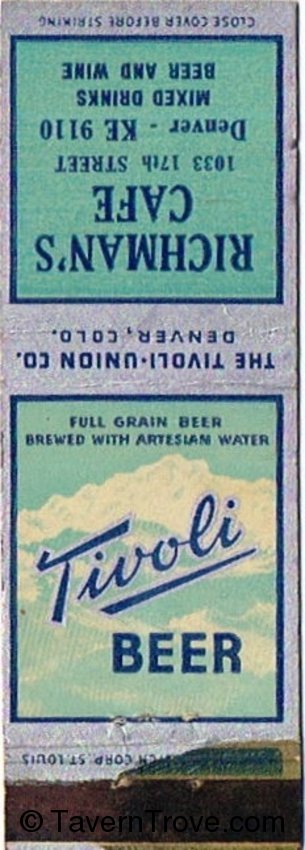 CLOSE COVER BEFORE STRIKING
RICHMAN'S
CAFE
1033 17th STREET
Denver - KE 9110
MIXED DRINKS
BEER AND WINE
THE TIVOLI-UNION CO.
DENVER, COLO.
FULL GRAIN BEER
BREWED WITH ARTESIAN WATER
Tivoli
BEER
CORP. ST. LOUIS
© TavernTrove.com